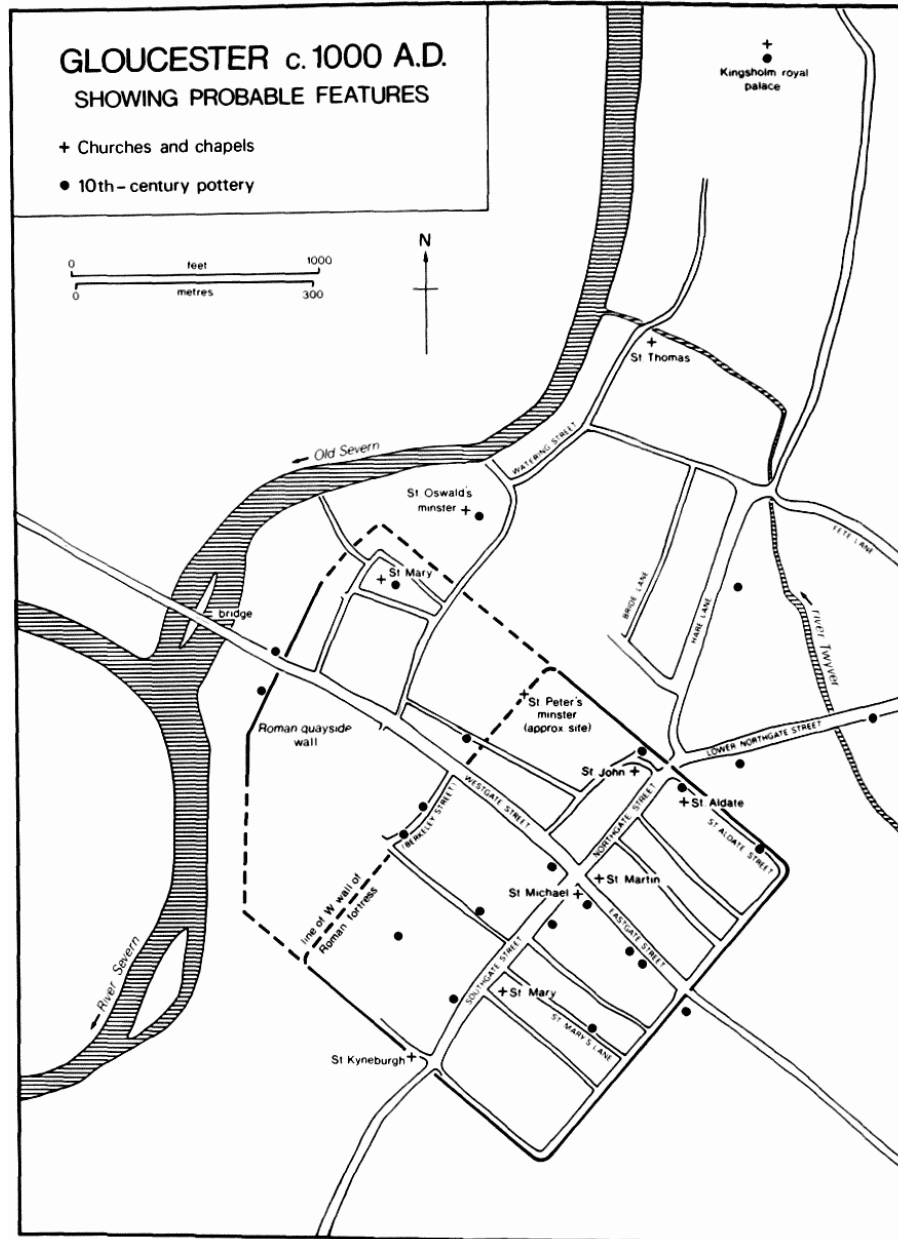 GLOUCESTER c. 1000 A.D.
SHOWING PROBABLE FEATURES
+ Churches and chapels
● 10th-century pottery
Kingsholm royal
palace
0 feet 1000
0 metres 300
N
St Thomas
Old Severn
WATERING STREET
St Oswald's
minster
FETE LANE
St Mary
BRIDE LANE
HARE LANE
River Twyver
bridge
St Peter's
minster
(approx site)
Roman quayside
wall
LOWER NORTHGATE STREET
St John
WESTGATE STREET
NORTHGATE STREET
St Aldate
ST ALDATE STREET
(BERKELEY STREET)
St Martin
St Michael
EASTGATE STREET
line of W wall of
Roman fortress
SOUTHGATE STREET
River Severn
St Mary
ST MARY'S LANE
St Kyneburgh